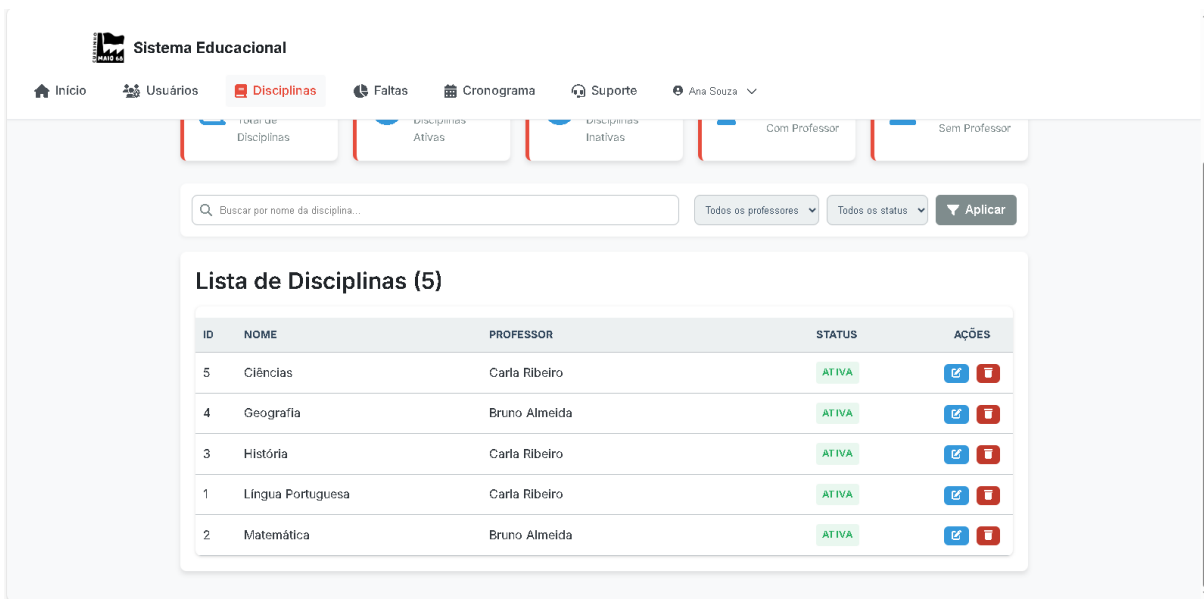 CURSINHO
MAIO 68
Sistema Educacional
Início Usuários Disciplinas Faltas Cronograma Suporte Ana Souza
Total de
Disciplinas
Disciplinas
Ativas
Disciplinas
Inativas
Com Professor
Sem Professor
Buscar por nome da disciplina... Todos os professores Todos os status Aplicar
Lista de Disciplinas (5)
ID NOME PROFESSOR STATUS AÇÕES
5 Ciências Carla Ribeiro ATIVA
4 Geografia Bruno Almeida ATIVA
3 História Carla Ribeiro ATIVA
1 Língua Portuguesa Carla Ribeiro ATIVA
2 Matemática Bruno Almeida ATIVA